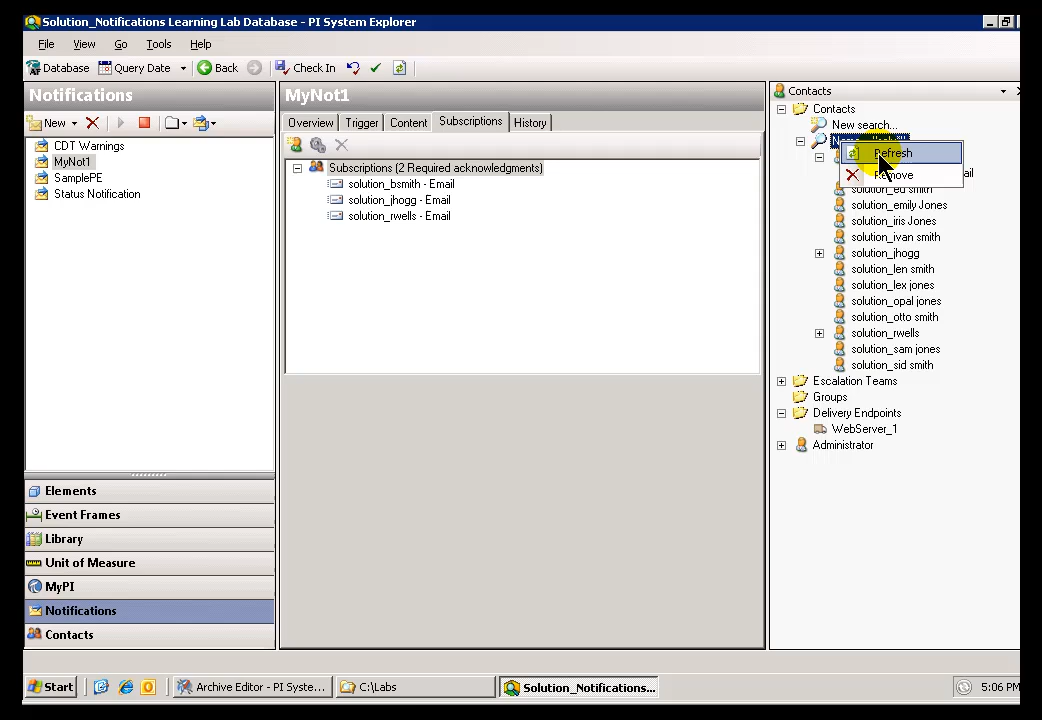 Solution_Notifications Learning Lab Database - PI System Explorer
File View Go Tools Help
Database Query Date Back Check In
Notifications
New
CDT Warnings
MyNot1
SamplePE
Status Notification
Elements
Event Frames
Library
Unit of Measure
MyPI
Notifications
Contacts
MyNot1
Overview Trigger Content Subscriptions History
Subscriptions (2 Required acknowledgments)
solution_bsmith - Email
solution_jhogg - Email
solution_rwells - Email
Contacts
Contacts
New search...
Refresh
Remove
solution_ed smith
solution_emily Jones
solution_iris Jones
solution_ivan smith
solution_jhogg
solution_len smith
solution_lex jones
solution_opal jones
solution_otto smith
solution_rwells
solution_sam jones
solution_sid smith
Escalation Teams
Groups
Delivery Endpoints
WebServer_1
Administrator
Start Archive Editor - PI Syste... C:\Labs Solution_Notifications... 5:06 PM